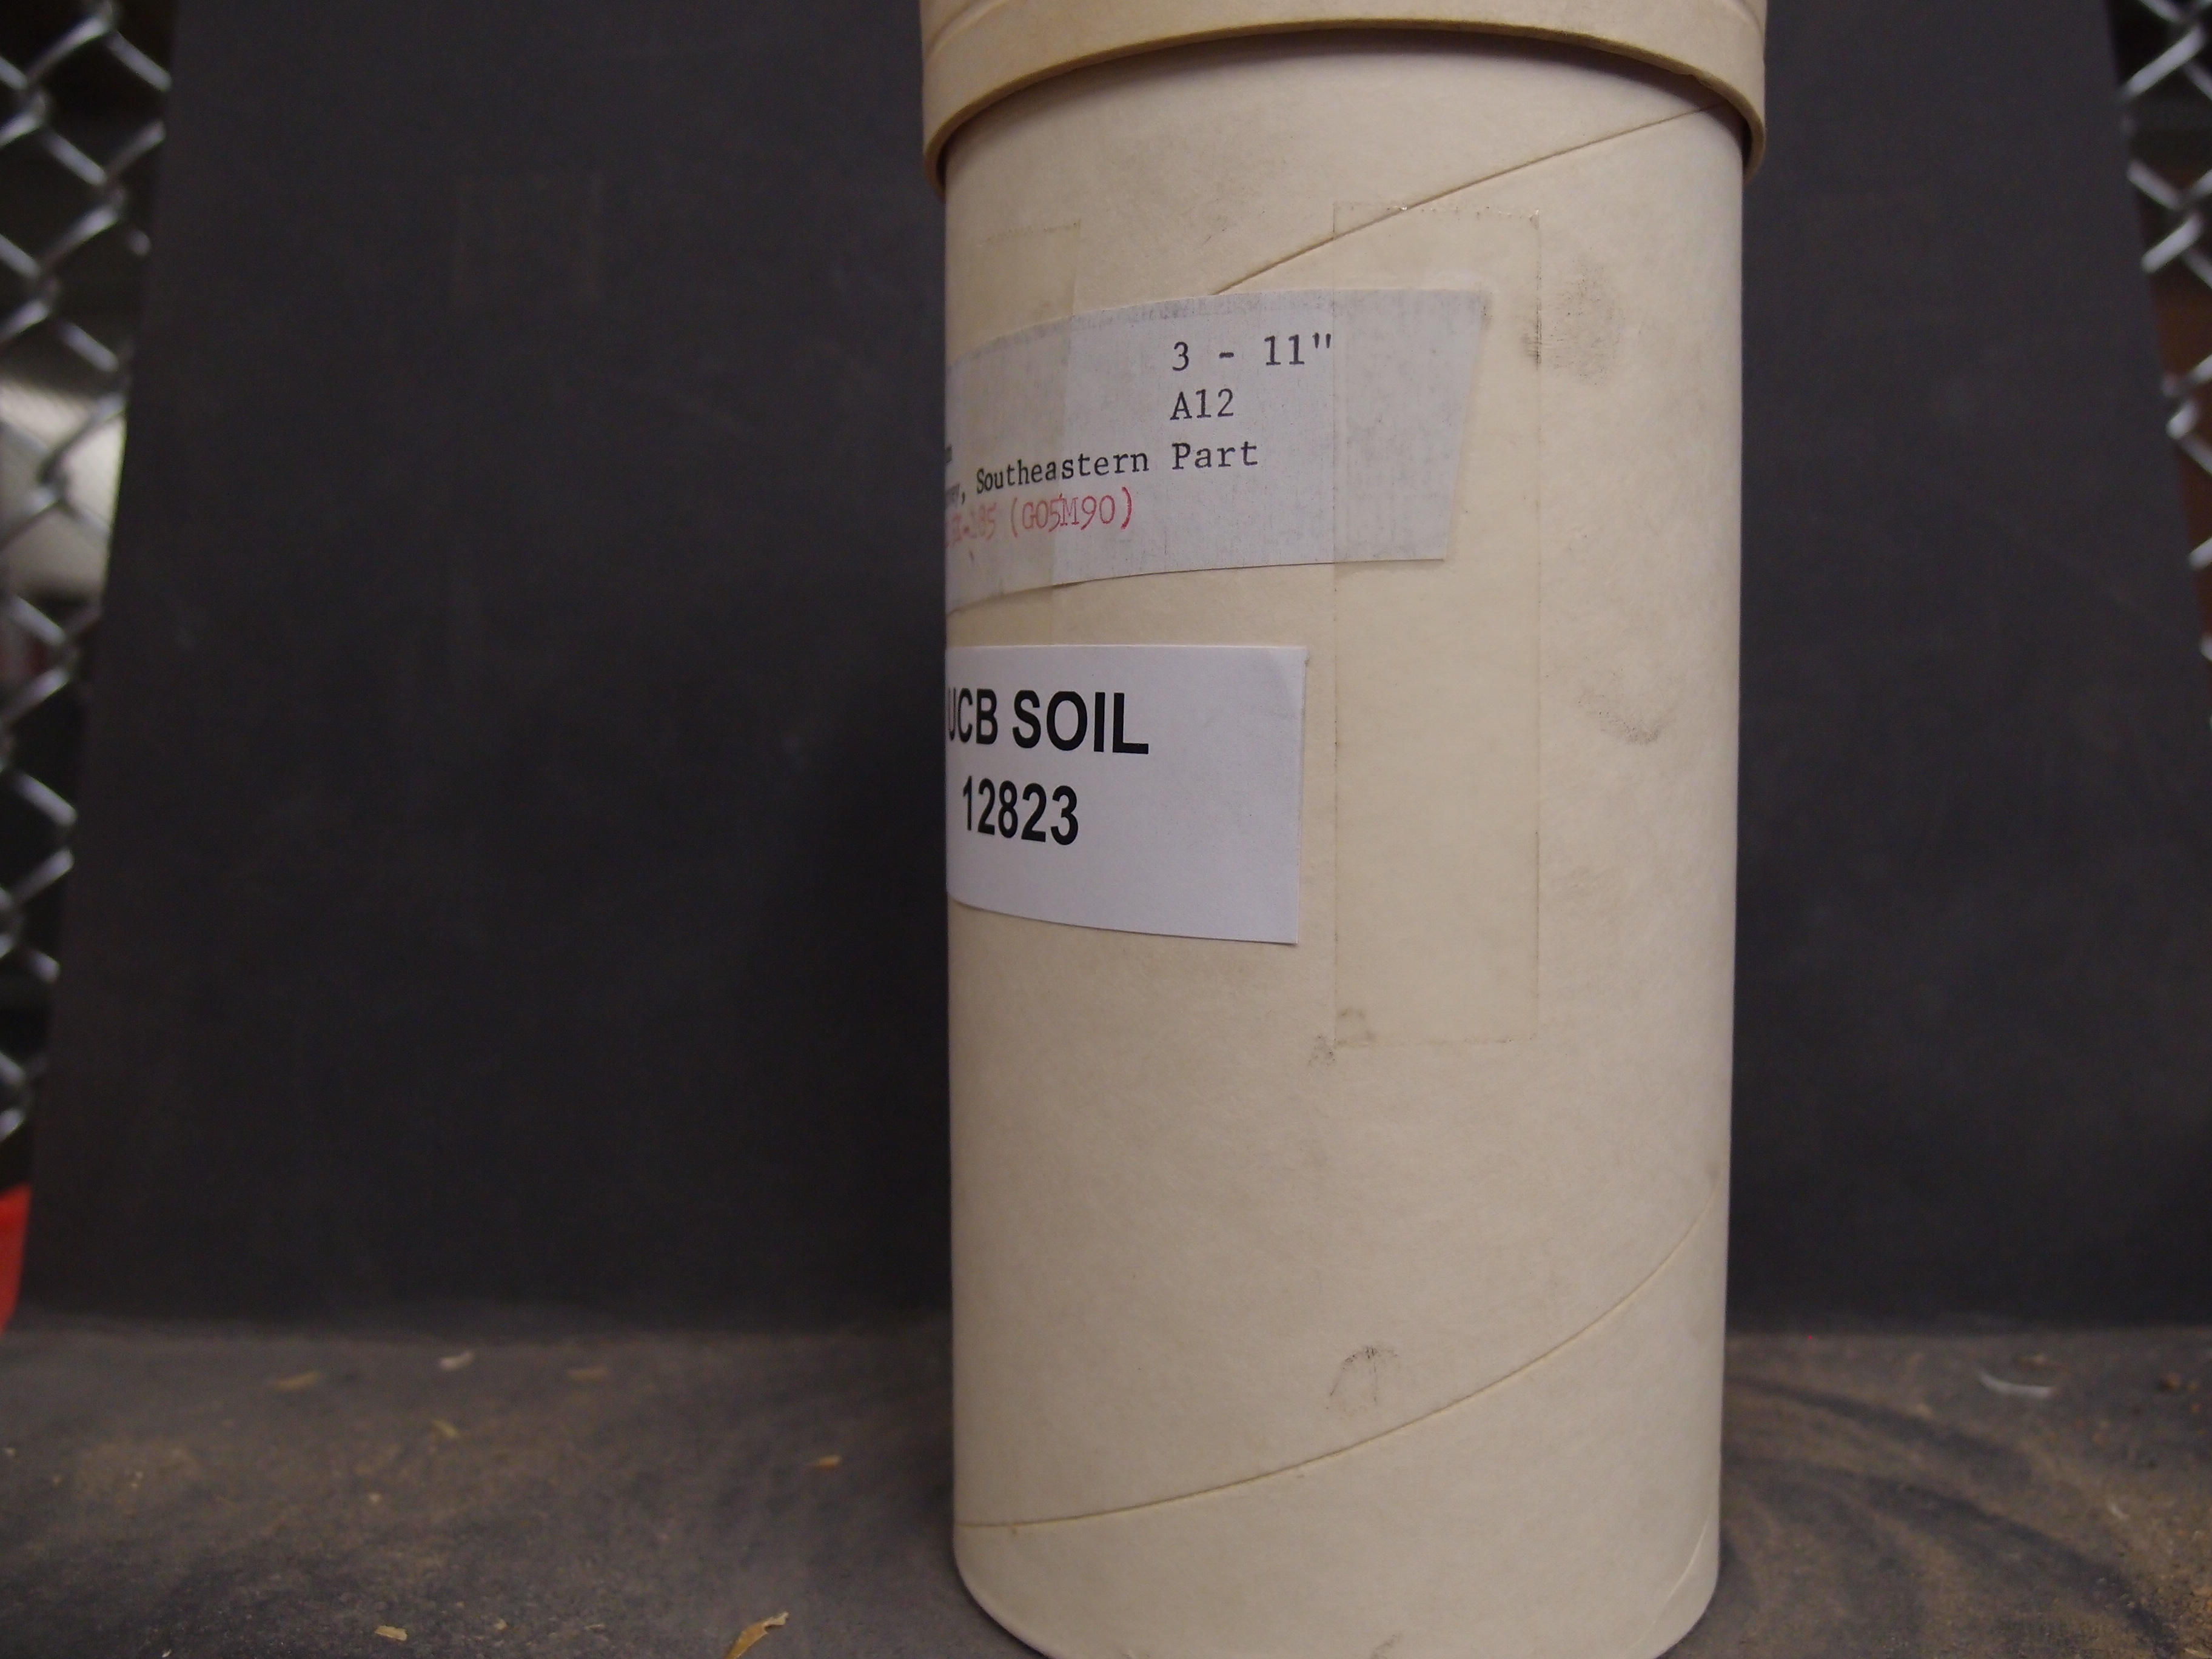 3 - 11"
A12
, Southeastern Part
(G05M90)
UCB SOIL
12823